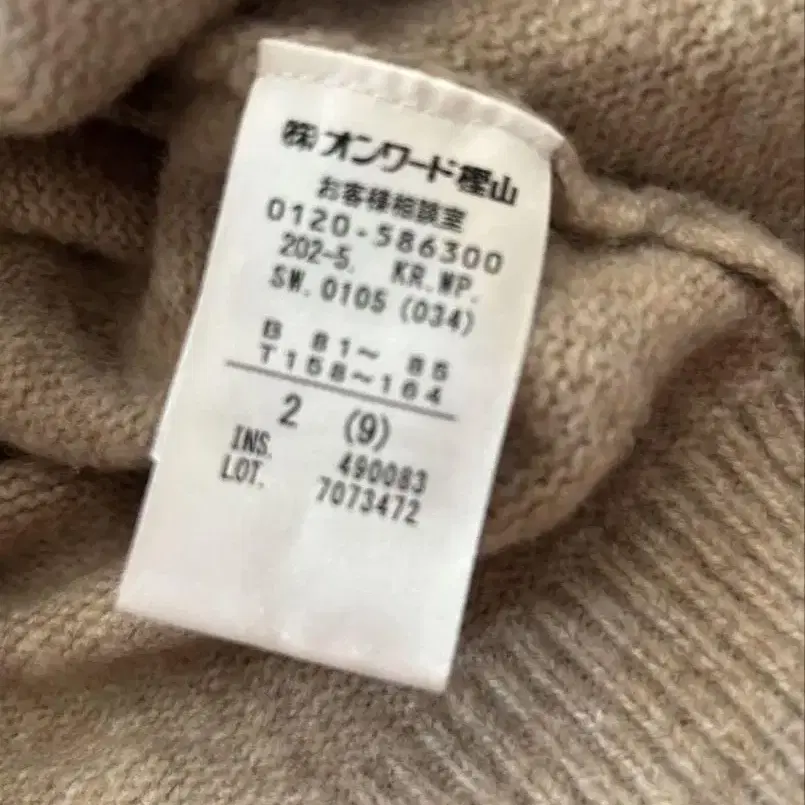 ㈱オンワード樫山
お客様相談室
0120-586300
202-5. KR.WP.
SW.0105 (034)
B 81～ 85
T158～164
2 (9)
INS. 490083
LOT. 7073472